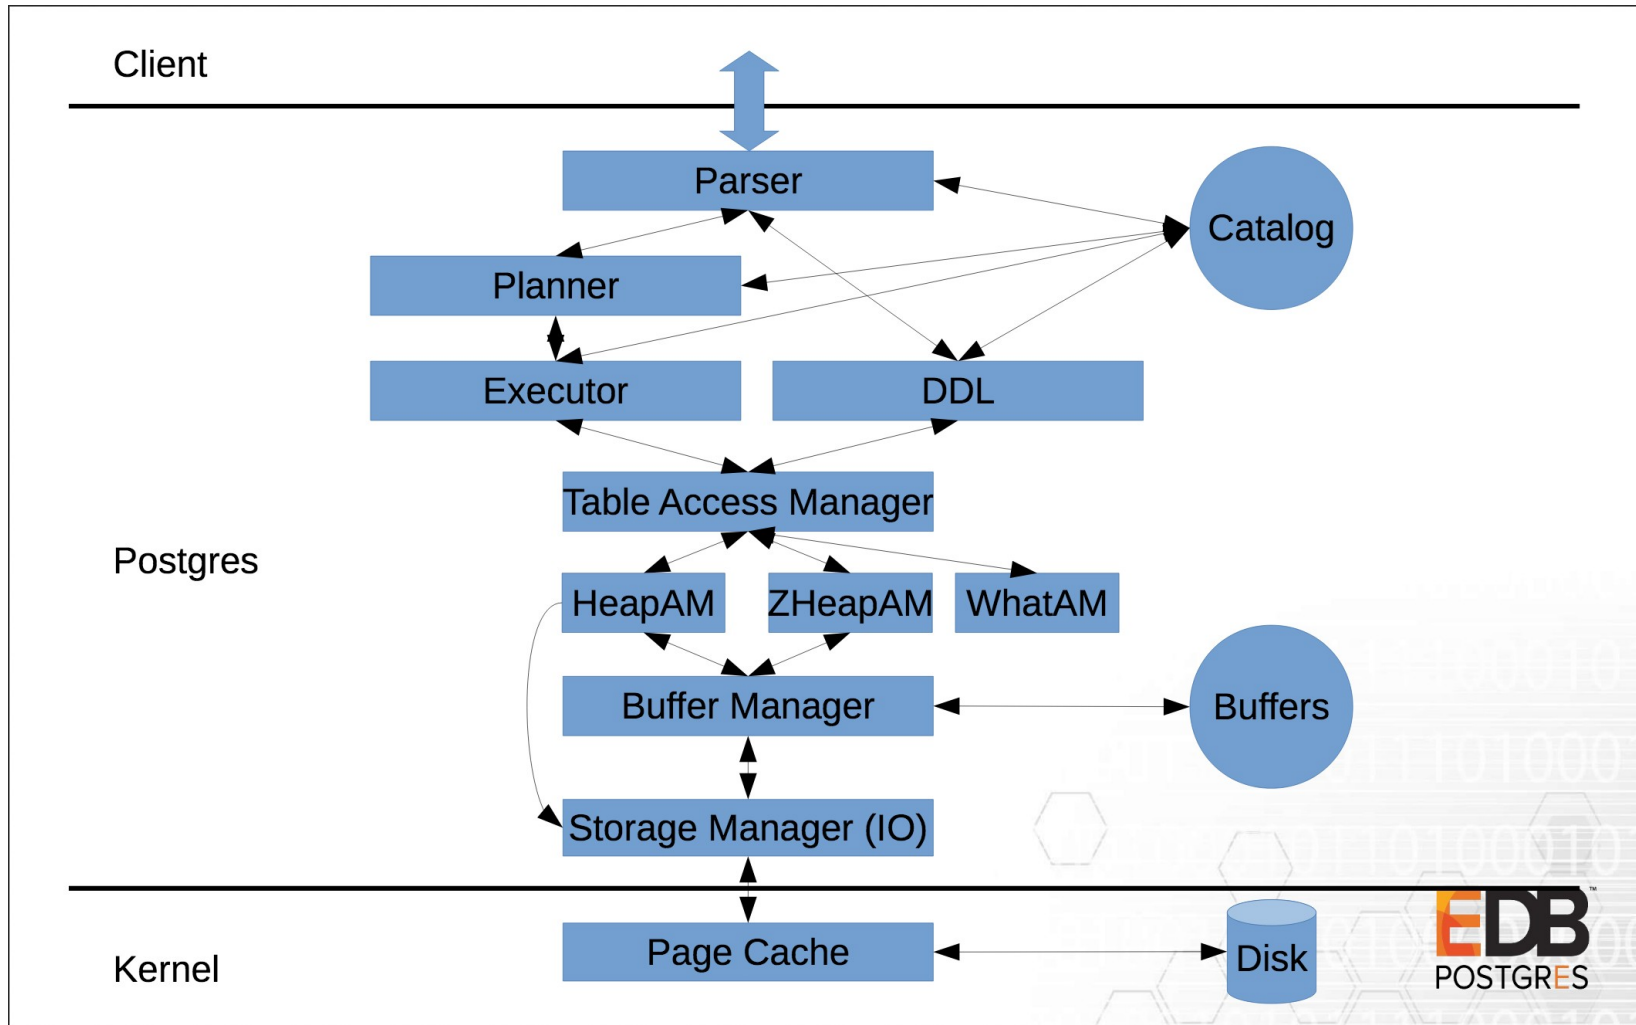 Client
Parser
Catalog
Planner
Executor
DDL
Table Access Manager
Postgres
HeapAM
ZHeapAM
WhatAM
Buffer Manager
Buffers
Storage Manager (IO)
Kernel
Page Cache
Disk
EDB™
POSTGRES